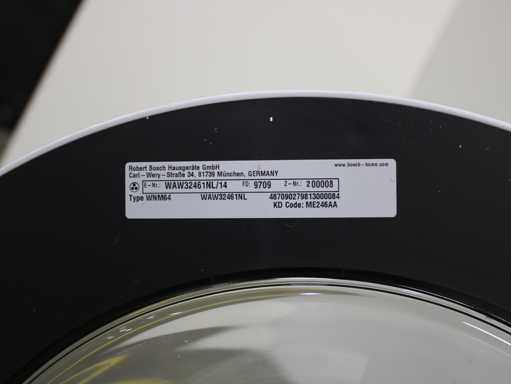 Robert Bosch Hausgeräte GmbH www.bosch-home.com
Carl-Wery-Straße 34, 81739 München, GERMANY
E-Nr.: WAW32461NL/14 FD: 9709 Z-Nr.: 200008
Type WNM64 WAW32461NL 487090279813000084
KD Code: ME246AA